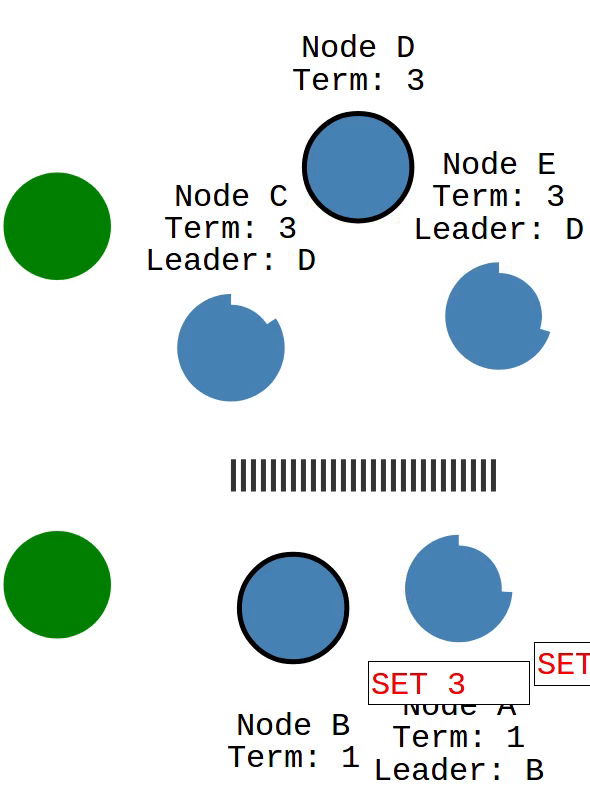 Node D
Term: 3
Node E
Term: 3
Leader: D
Node C
Term: 3
Leader: D
SET
SET 3
Node A
Term: 1
Leader: B
Node B
Term: 1